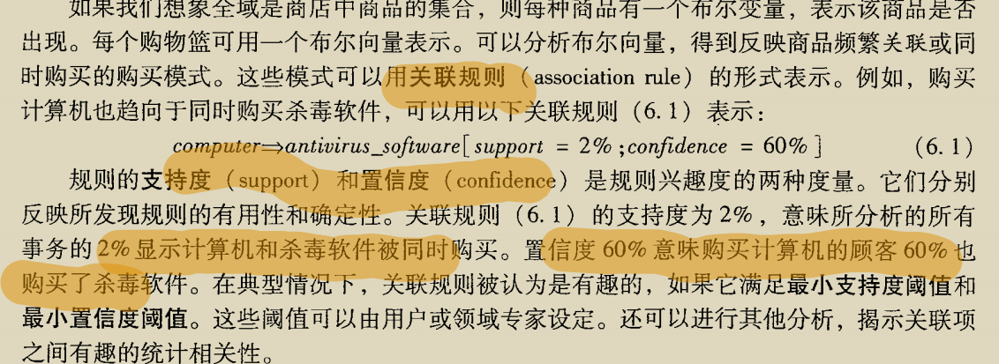 如果我们想象全域是商店中商品的集合，则每种商品有一个布尔变量，表示该商品是否
出现。每个购物篮可用一个布尔向量表示。可以分析布尔向量，得到反映商品频繁关联或同
时购买的购买模式。这些模式可以用关联规则（association rule）的形式表示。例如，购买
计算机也趋向于同时购买杀毒软件，可以用以下关联规则（6.1）表示：
computer⇒antivirus_software[support = 2%;confidence = 60%] (6.1)
规则的支持度（support）和置信度（confidence）是规则兴趣度的两种度量。它们分别
反映所发现规则的有用性和确定性。关联规则（6.1）的支持度为2%，意味所分析的所有
事务的2%显示计算机和杀毒软件被同时购买。置信度60%意味购买计算机的顾客60%也
购买了杀毒软件。在典型情况下，关联规则被认为是有趣的，如果它满足最小支持度阈值和
最小置信度阈值。这些阈值可以由用户或领域专家设定。还可以进行其他分析，揭示关联项
之间有趣的统计相关性。